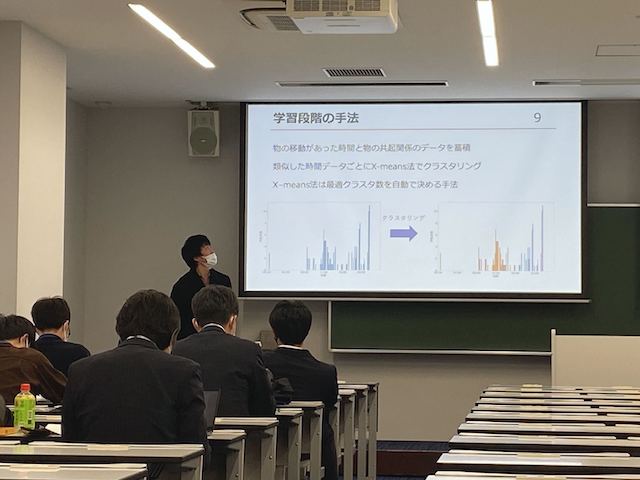 学習段階の手法
9
物の移動があった時間と物の共起関係のデータを蓄積
類似した時間データごとにX-means法でクラスタリング
X-means法は最適クラスタ数を自動で決める手法
クラスタリング